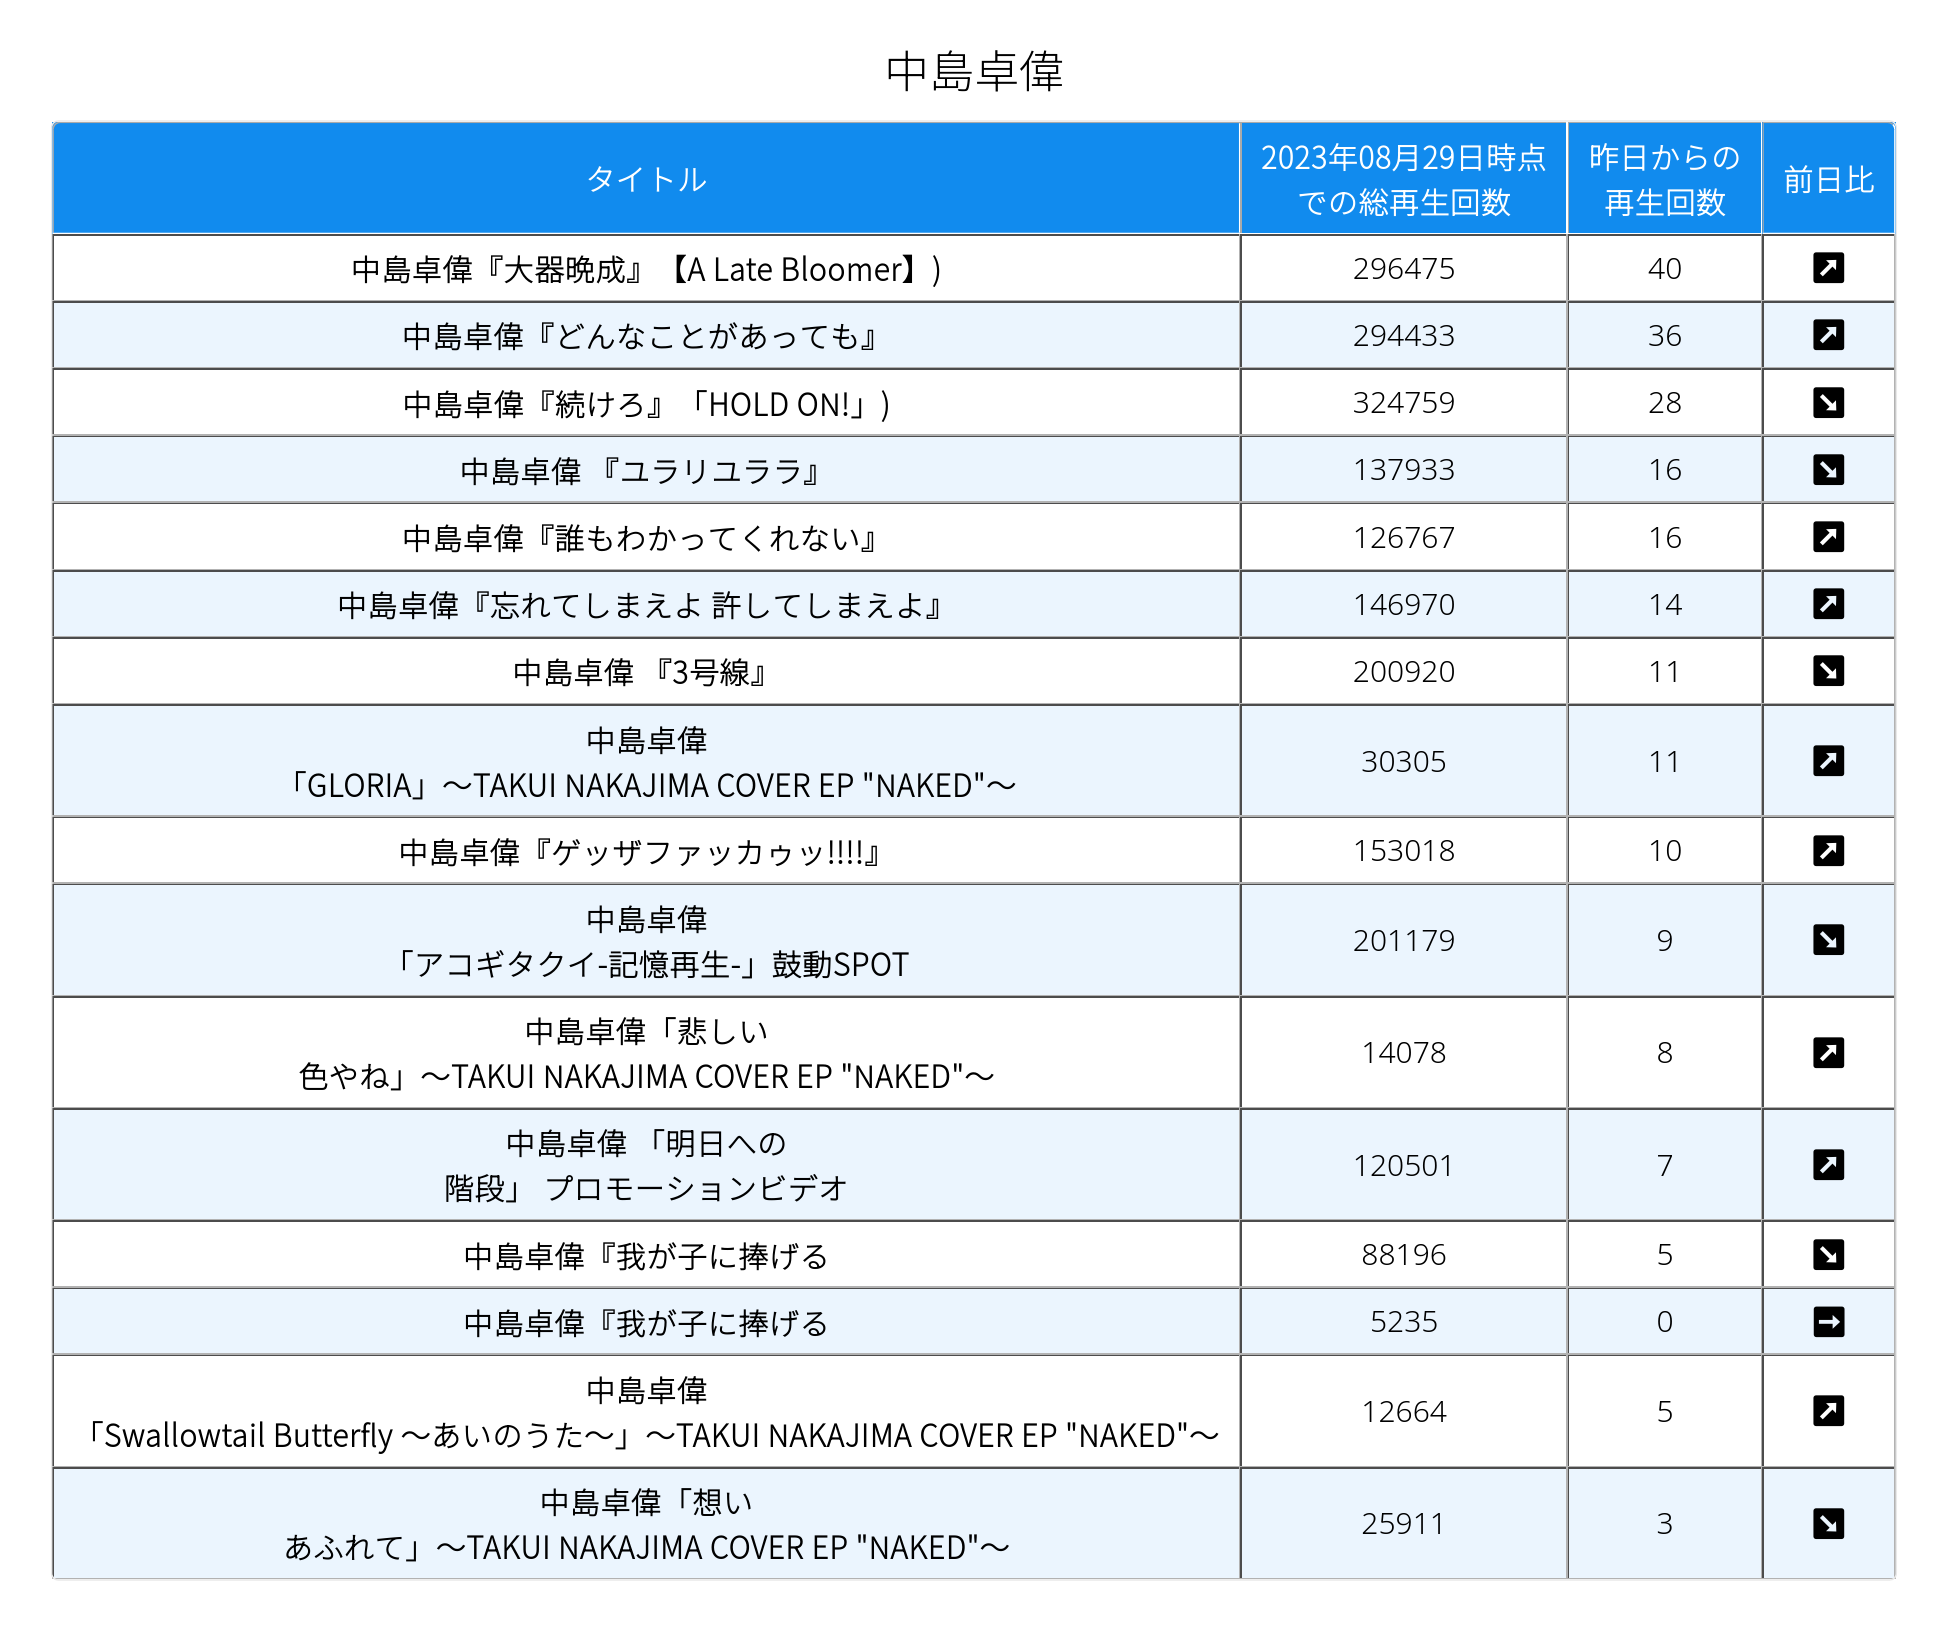 中島卓偉
タイトル
2023年08月29日時点
での総再生回数
昨日からの
再生回数
前日比
中島卓偉『大器晩成』【A Late Bloomer】) 296475 40
中島卓偉『どんなことがあっても』 294433 36
中島卓偉『続けろ』「HOLD ON!」) 324759 28
中島卓偉 『ユラリユララ』 137933 16
中島卓偉『誰もわかってくれない』 126767 16
中島卓偉『忘れてしまえよ 許してしまえよ』 146970 14
中島卓偉 『3号線』 200920 11
中島卓偉
「GLORIA」〜TAKUI NAKAJIMA COVER EP "NAKED"〜 30305 11
中島卓偉『ゲッザファッカゥッ!!!!』 153018 10
中島卓偉
「アコギタクイ-記憶再生-」鼓動SPOT 201179 9
中島卓偉「悲しい
色やね」〜TAKUI NAKAJIMA COVER EP "NAKED"〜 14078 8
中島卓偉 「明日への
階段」 プロモーションビデオ 120501 7
中島卓偉『我が子に捧げる 88196 5
中島卓偉『我が子に捧げる 5235 0
中島卓偉
「Swallowtail Butterfly 〜あいのうた〜」〜TAKUI NAKAJIMA COVER EP "NAKED"〜 12664 5
中島卓偉「想い
あふれて」〜TAKUI NAKAJIMA COVER EP "NAKED"〜 25911 3